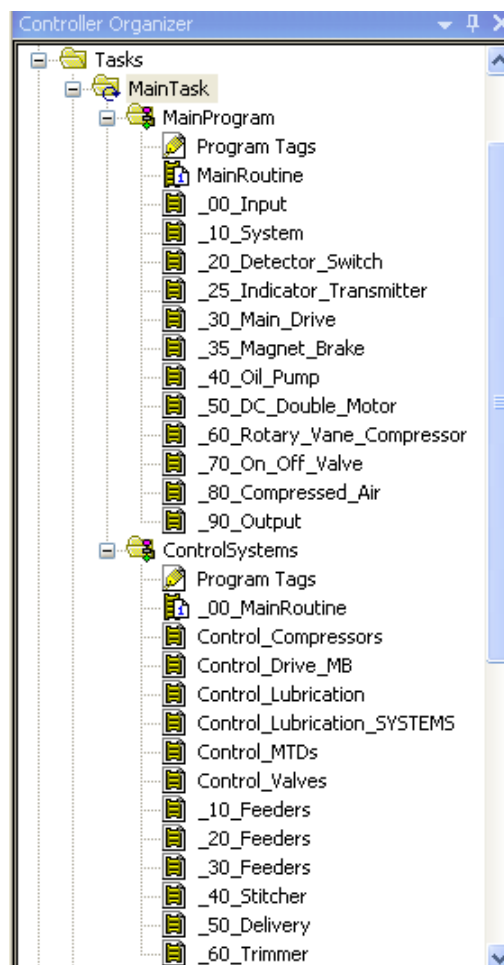 Controller Organizer
Tasks
MainTask
MainProgram
Program Tags
MainRoutine
_00_Input
_10_System
_20_Detector_Switch
_25_Indicator_Transmitter
_30_Main_Drive
_35_Magnet_Brake
_40_Oil_Pump
_50_DC_Double_Motor
_60_Rotary_Vane_Compressor
_70_On_Off_Valve
_80_Compressed_Air
_90_Output
ControlSystems
Program Tags
_00_MainRoutine
Control_Compressors
Control_Drive_MB
Control_Lubrication
Control_Lubrication_SYSTEMS
Control_MTDs
Control_Valves
_10_Feeders
_20_Feeders
_30_Feeders
_40_Stitcher
_50_Delivery
_60_Trimmer